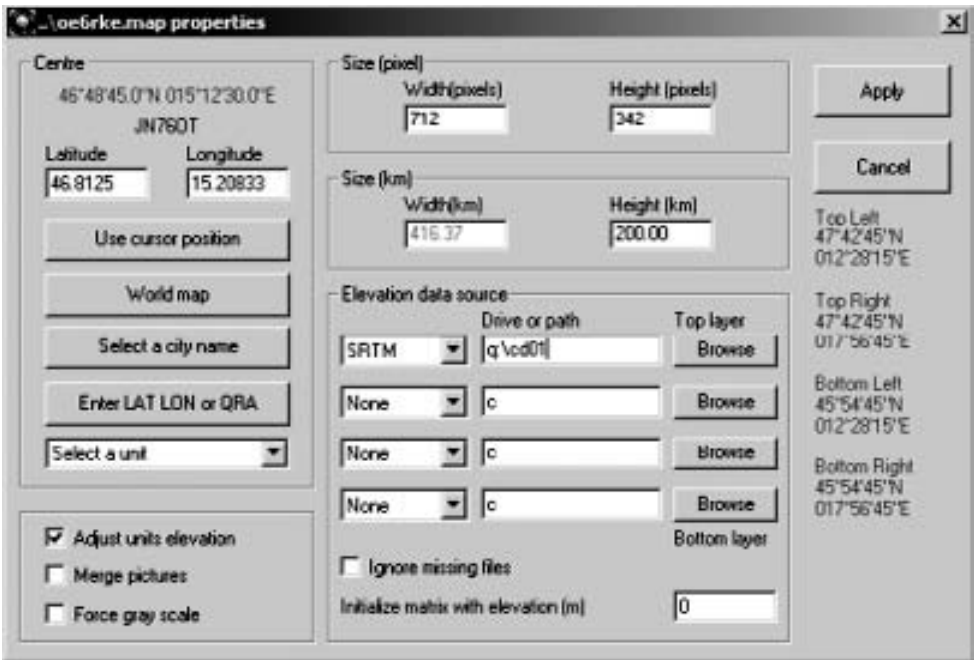 ..\oe6rke.map properties
Centre
46°48'45.0"N 015°12'30.0"E
JN76OT
Latitude Longitude
46.8125 15.20833
Use cursor position
World map
Select a city name
Enter LAT LON or QRA
Select a unit
Adjust units elevation
Merge pictures
Force gray scale
Size (pixel)
Width(pixels) Height (pixels)
712 342
Size (km)
Width(km) Height (km)
416.37 200.00
Elevation data source
Drive or path Top layer
SRTM q:\cd01 Browse
None c Browse
None c Browse
None c Browse
Bottom layer
Ignore missing files
Initialize matrix with elevation (m) 0
Apply
Cancel
Top Left
47°42'45"N
012°28'15"E
Top Right
47°42'45"N
017°56'45"E
Bottom Left
45°54'45"N
012°28'15"E
Bottom Right
45°54'45"N
017°56'45"E